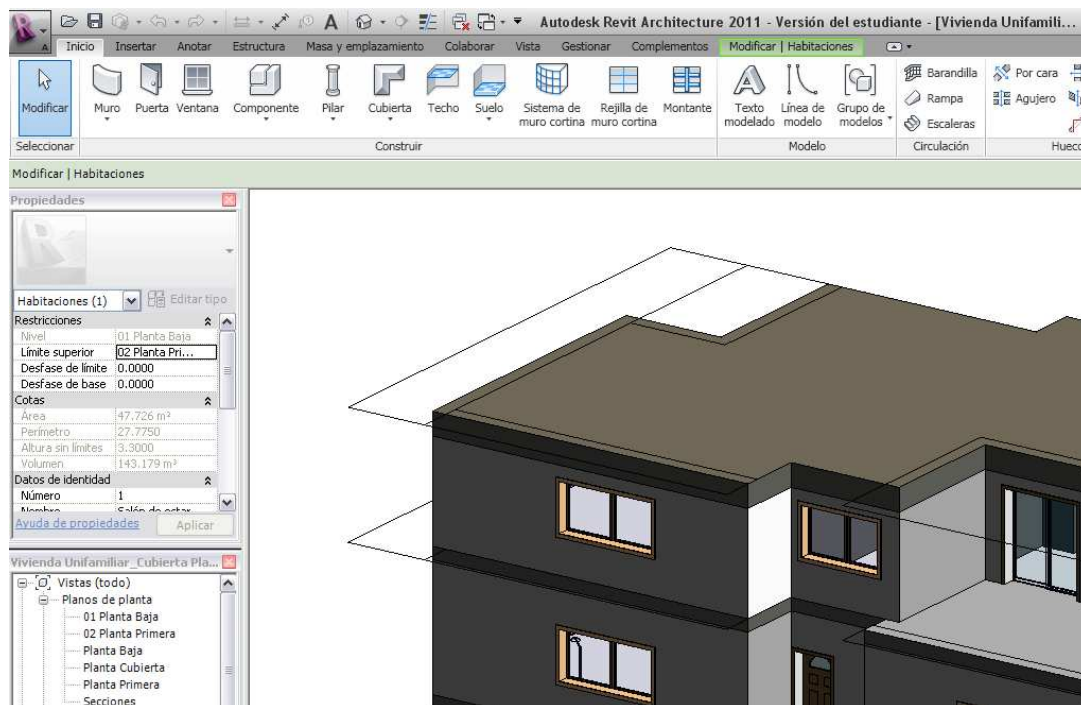 Autodesk Revit Architecture 2011 - Versión del estudiante - [Vivienda Unifamili...
Inicio Insertar Anotar Estructura Masa y emplazamiento Colaborar Vista Gestionar Complementos Modificar | Habitaciones
Modificar Muro Puerta Ventana Componente Pilar Cubierta Techo Suelo Sistema de muro cortina Rejilla de muro cortina Montante Texto modelado Línea de modelo Grupo de modelos Barandilla Rampa Escaleras Por cara Agujero
Seleccionar Construir Modelo Circulación Huec
Modificar | Habitaciones
Propiedades
Habitaciones (1) Editar tipo
Restricciones
Nivel 01 Planta Baja
Límite superior 02 Planta Pri...
Desfase de límite 0.0000
Desfase de base 0.0000
Cotas
Área 47.726 m²
Perímetro 27.7750
Altura sin límites 3.3000
Volumen 143.179 m³
Datos de identidad
Número 1
Nombre Salón de estar
Ayuda de propiedades Aplicar
Vivienda Unifamiliar_Cubierta Pla...
Vistas (todo)
Planos de planta
01 Planta Baja
02 Planta Primera
Planta Baja
Planta Cubierta
Planta Primera
Secciones